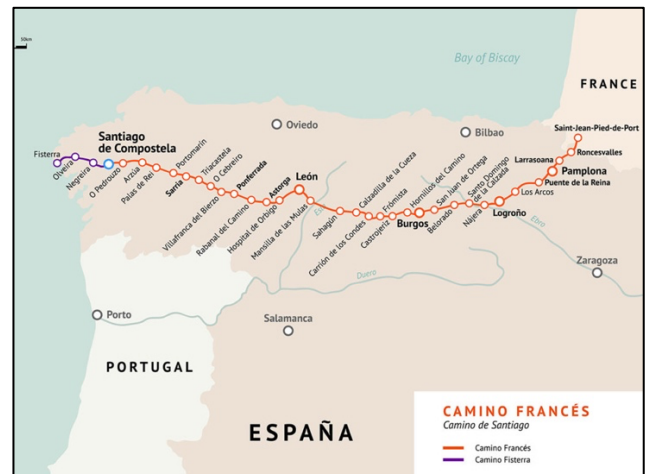 10km
Bay of Biscay
FRANCE
Oviedo
Bilbao
Saint-Jean-Pied-de-Port
Roncesvalles
Larrasoana
Pamplona
Puente de la Reina
Los Arcos
Logroño
Nájera
Santo Domingo
de la Calzada
Belorado
San Juan de Ortega
Burgos
Hornillos del Camino
Castrojeriz
Frómista
Carrión de los Condes
Calzadilla de la Cueza
Sahagún
Mansilla de las Mulas
León
Hospital de Orbigo
Astorga
Rabanal del Camino
Ponferrada
Villafranca del Bierzo
O Cebreiro
Triacastela
Sarria
Portomarín
Palas de Rei
Arzúa
O Pedrouzo
Santiago
de Compostela
Negreira
Olveira
Fisterra
Ebro
Duero
Zaragoza
Porto
Salamanca
PORTUGAL
ESPAÑA
CAMINO FRANCÉS
Camino de Santiago
Camino Francés
Camino Fisterra